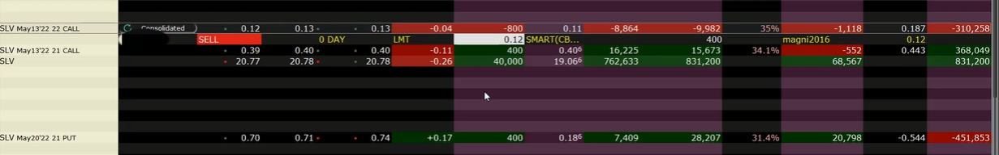 SLV May13'22 22 CALL Consolidated 0.12 0.13 0.13 -0.04 -800 0.11 -8,864 -9,982 35% -1,118 0.187 -310,258
SELL 0 DAY LMT 0.12 SMART(CB... 400 magni2016 0.12
SLV May13'22 21 CALL 0.39 0.40 0.40 -0.11 400 0.40⁶ 16,225 15,673 34.1% -552 0.443 368,049
SLV 20.77 20.78 20.78 -0.26 40,000 19.06⁶ 762,633 831,200 68,567 831,200
SLV May20'22 21 PUT 0.70 0.71 0.74 +0.17 400 0.18⁶ 7,409 28,207 31.4% 20,798 -0.544 -451,853